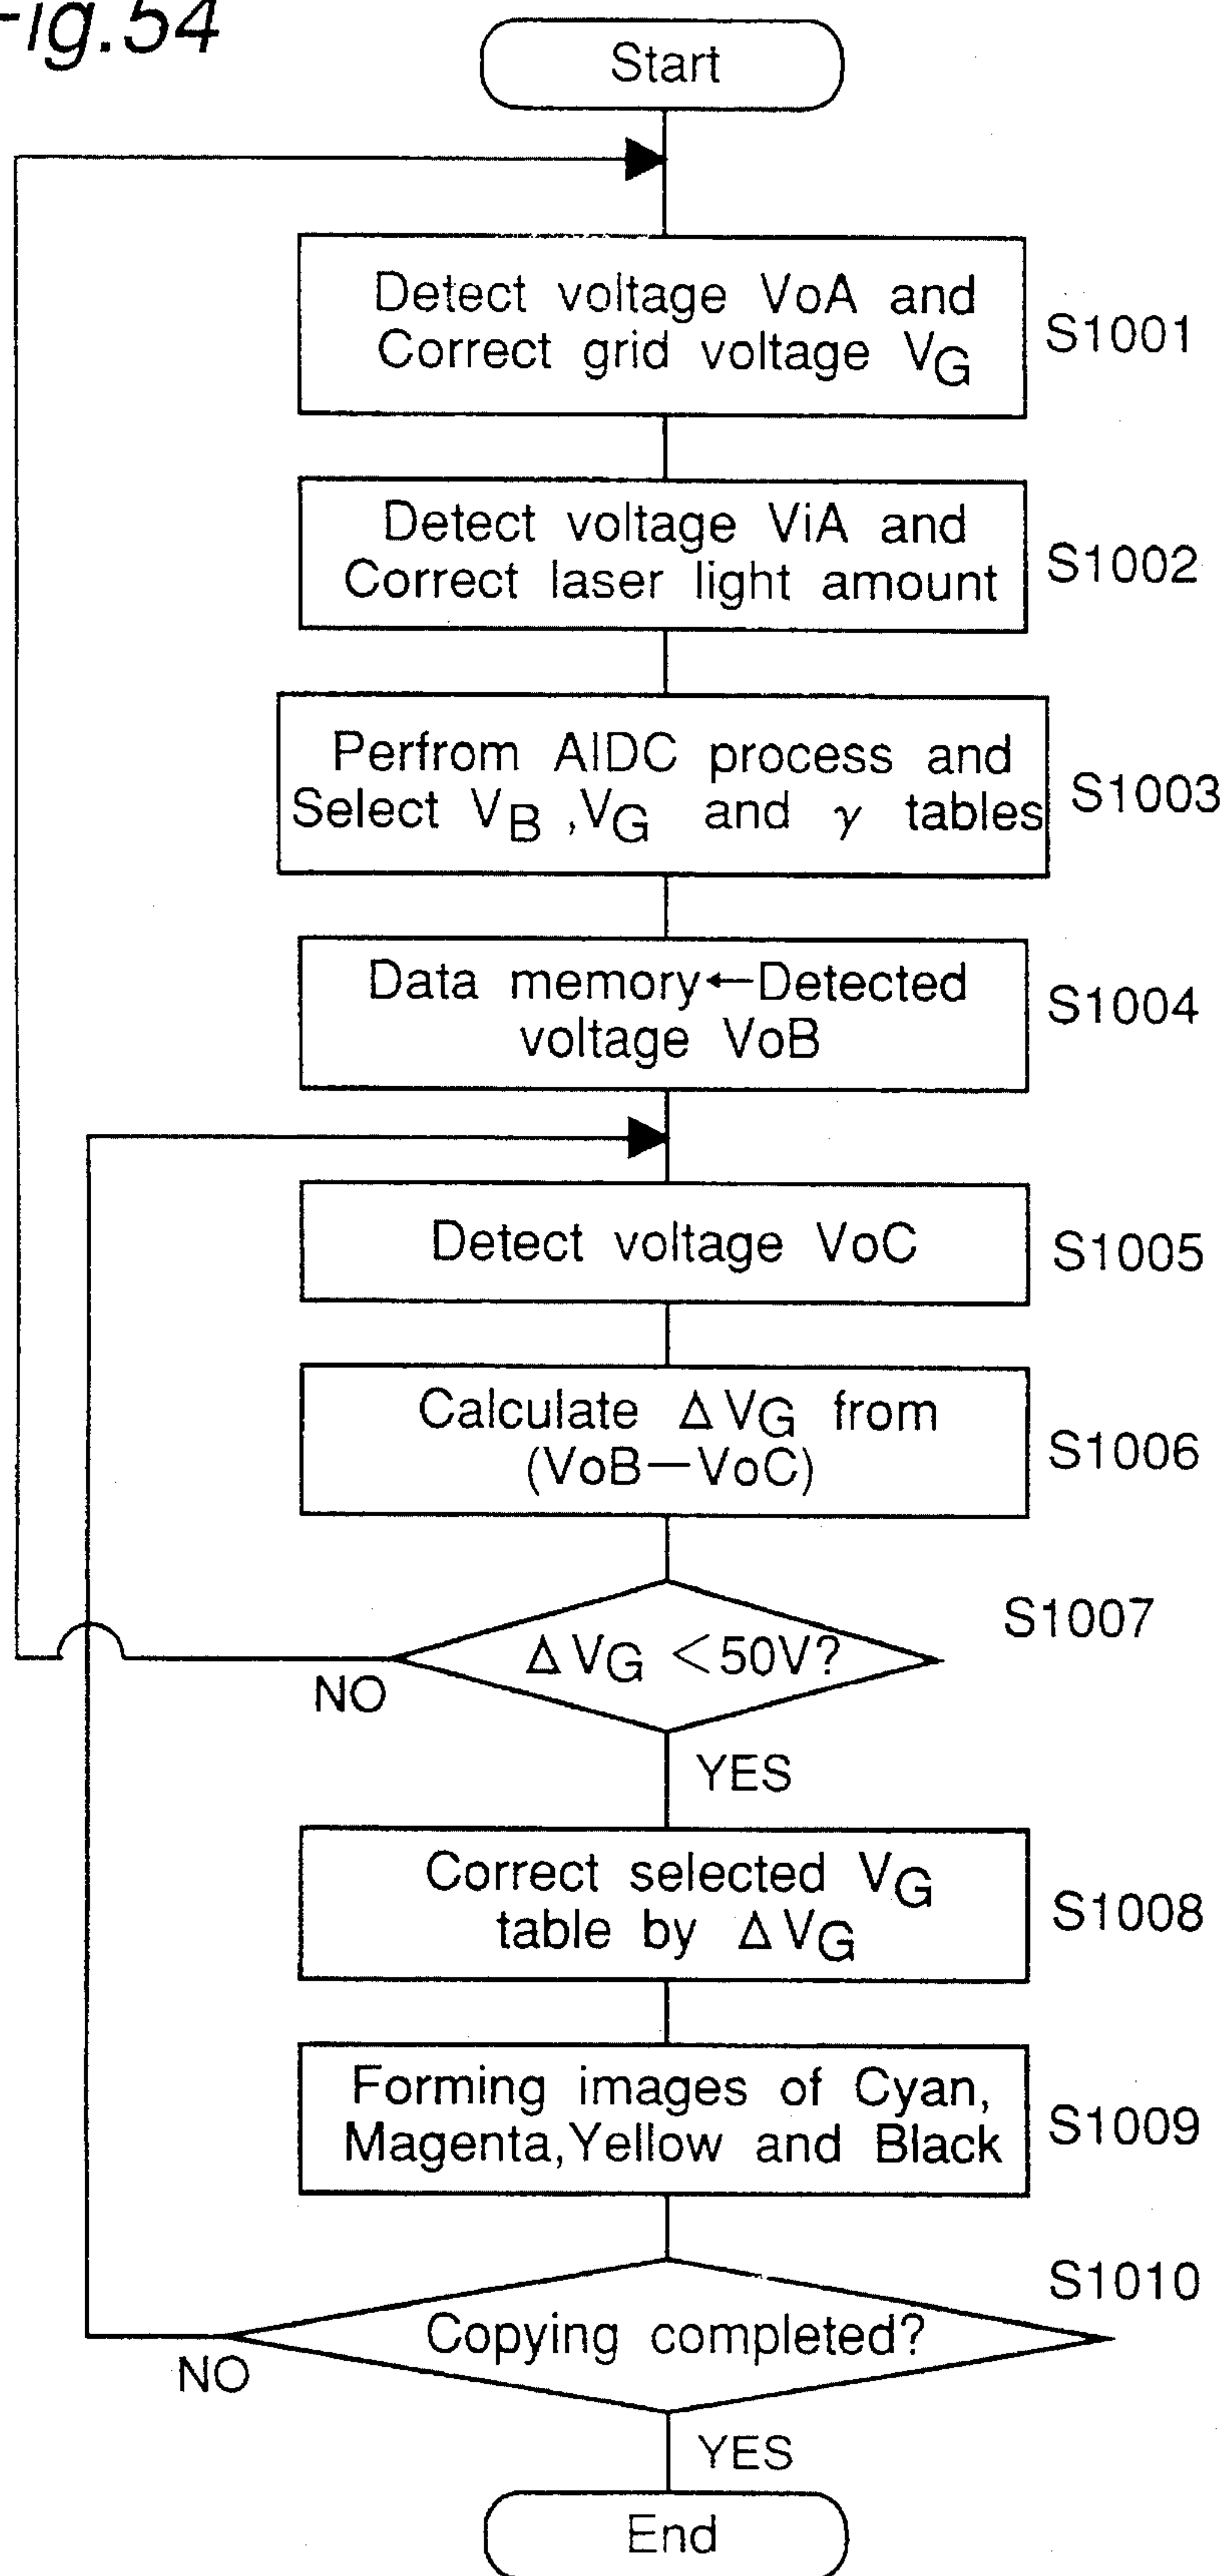 Fig.54
Start
Detect voltage VoA and
Correct grid voltage VG
S1001
Detect voltage ViA and
Correct laser light amount
S1002
Perfrom AIDC process and
Select VB ,VG and γ tables
S1003
Data memory←Detected
voltage VoB
S1004
Detect voltage VoC
S1005
Calculate ΔVG from
(VoB—VoC)
S1006
S1007
ΔVG <50V?
NO
YES
Correct selected VG
table by ΔVG
S1008
Forming images of Cyan,
Magenta,Yellow and Black
S1009
S1010
Copying completed?
NO
YES
End